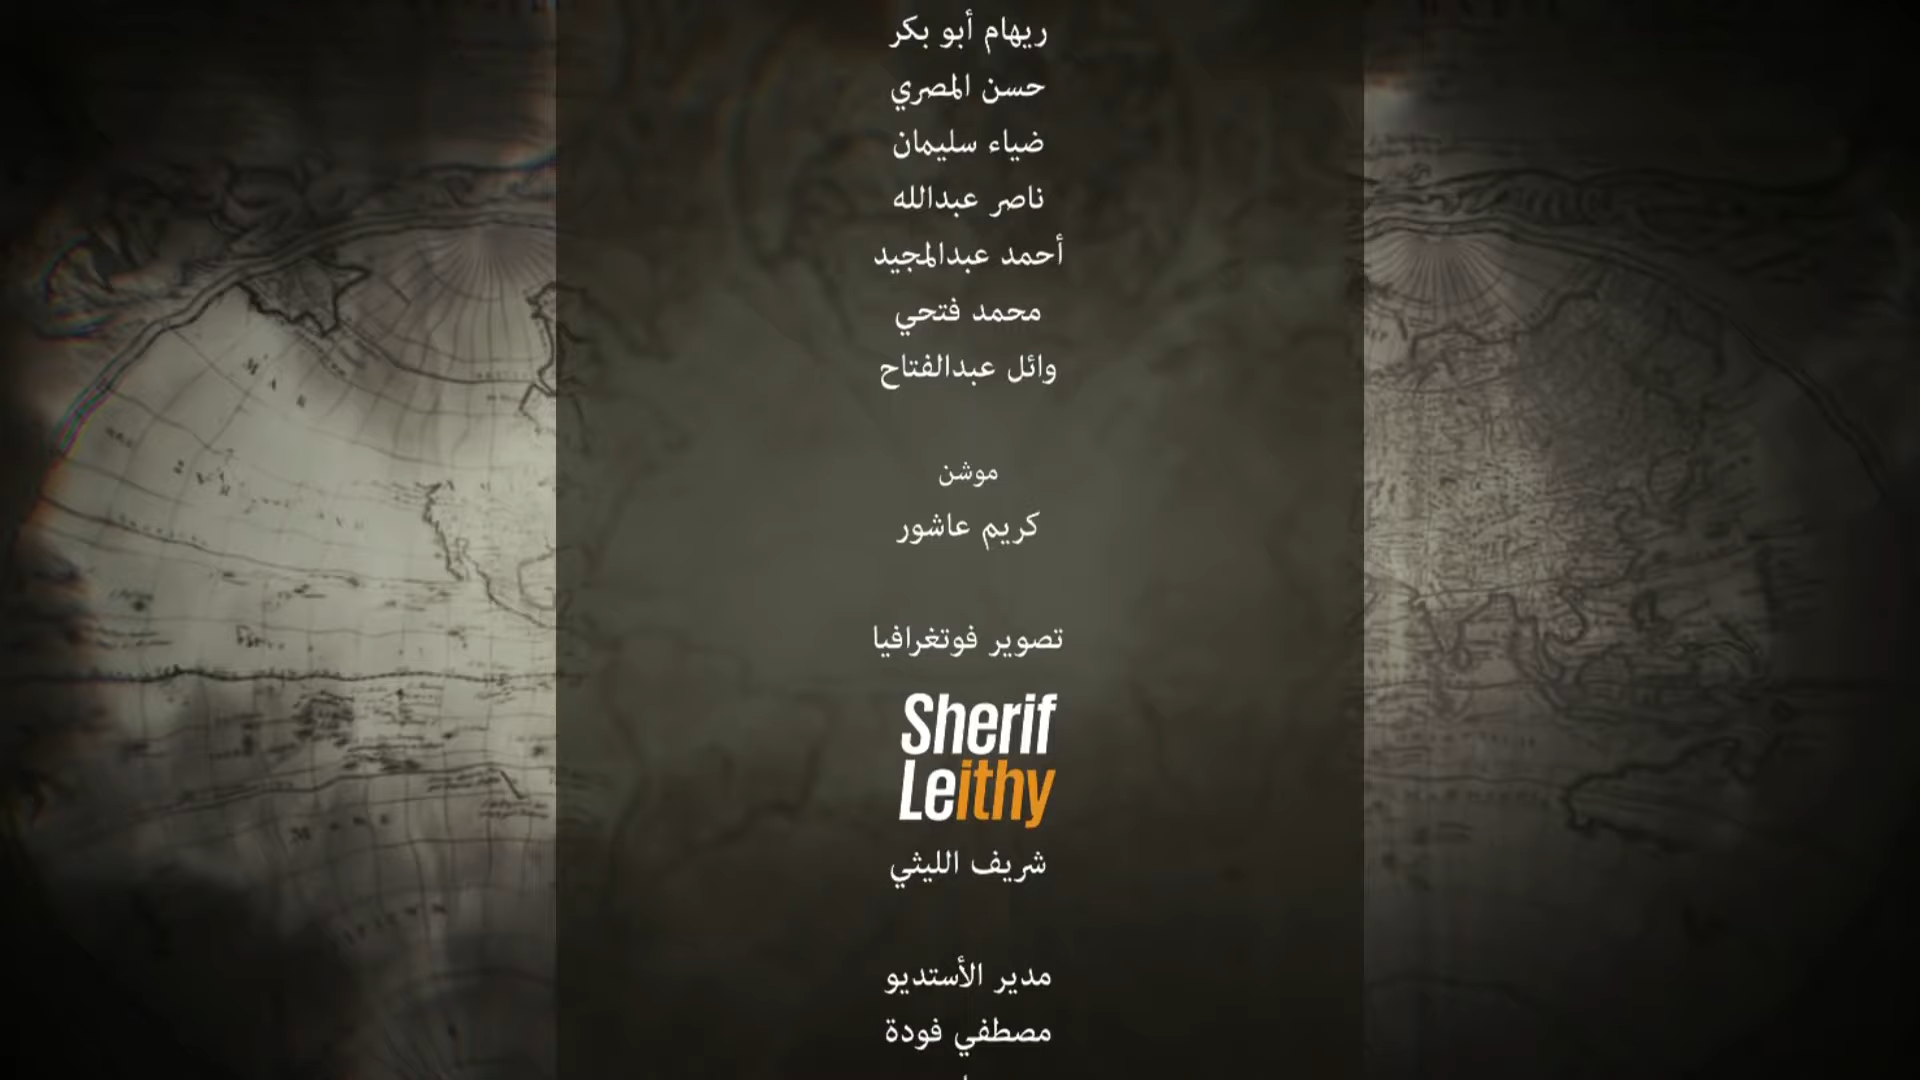 ريهام أبو بكر
حسن المصري
ضياء سليمان
ناصر عبدالله
أحمد عبدالمجيد
محمد فتحي
وائل عبدالفتاح
موشن
كريم عاشور
تصوير فوتغرافيا
Sherif
Leithy
شريف الليثي
مدير الأستديو
مصطفي فودة